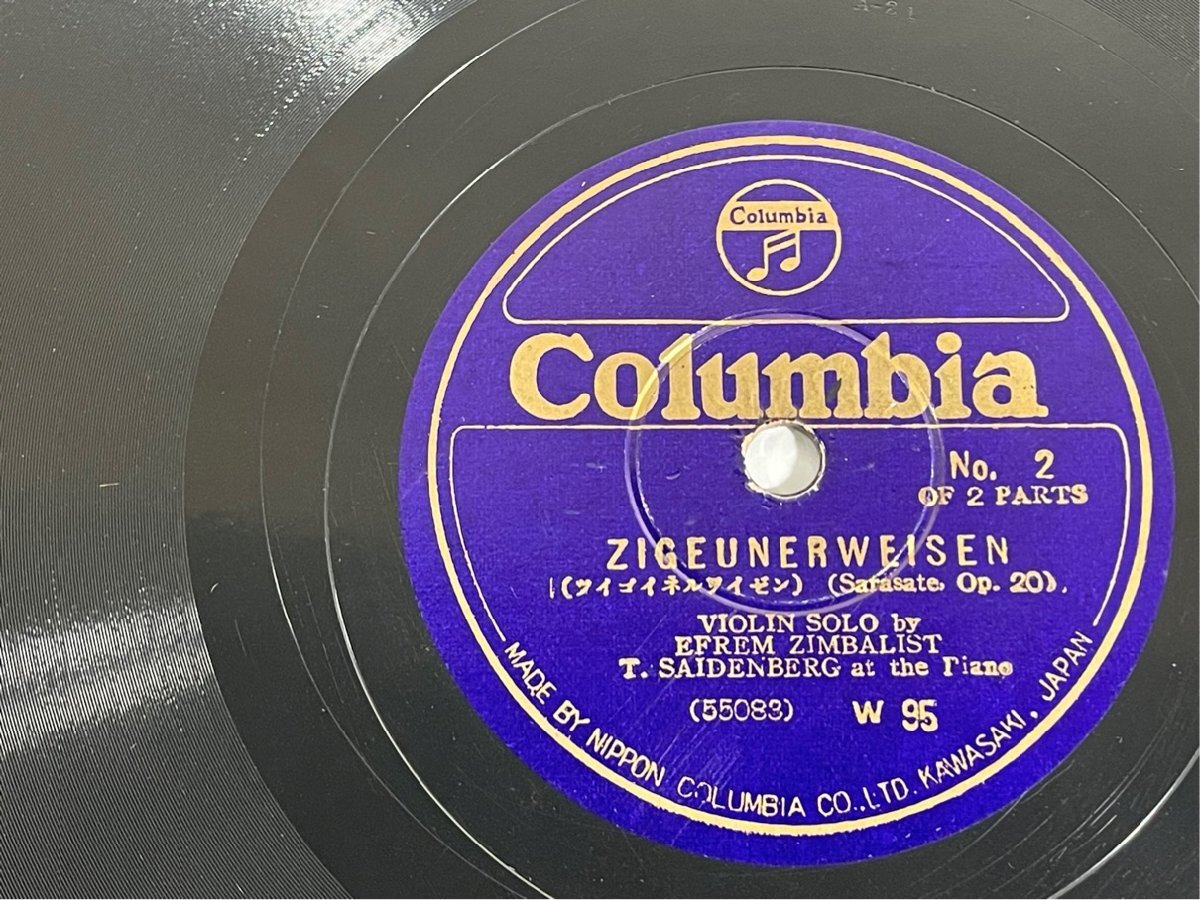 A-21
Columbia
Columbia
No. 2
OF 2 PARTS
ZIGEUNERWEISEN
(ツイゴイネルワイゼン) (Sarasate, Op. 20)
VIOLIN SOLO by
EFREM ZIMBALIST
T. SAIDENBERG at the Piano
(55083) W 95
MADE BY NIPPON COLUMBIA CO., LTD. KAWASAKI, JAPAN